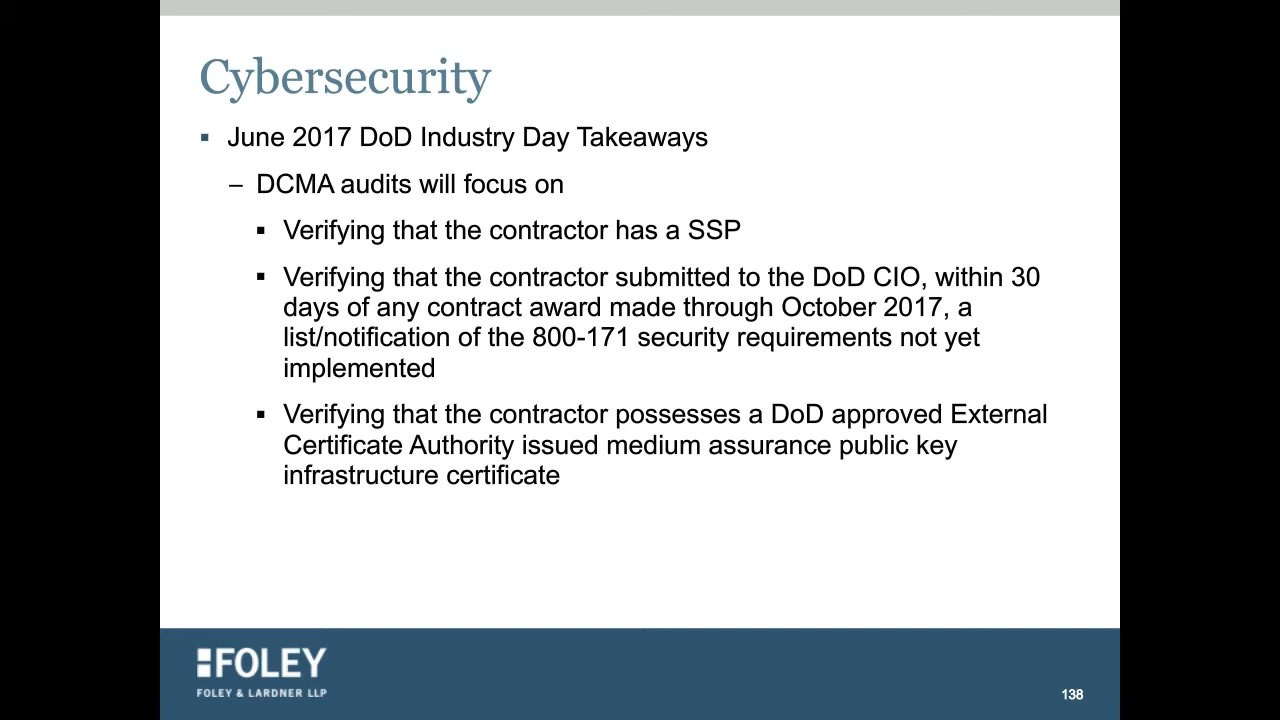 Cybersecurity
▪ June 2017 DoD Industry Day Takeaways
– DCMA audits will focus on
▪ Verifying that the contractor has a SSP
▪ Verifying that the contractor submitted to the DoD CIO, within 30
days of any contract award made through October 2017, a
list/notification of the 800-171 security requirements not yet
implemented
▪ Verifying that the contractor possesses a DoD approved External
Certificate Authority issued medium assurance public key
infrastructure certificate
FOLEY
FOLEY & LARDNER LLP
138